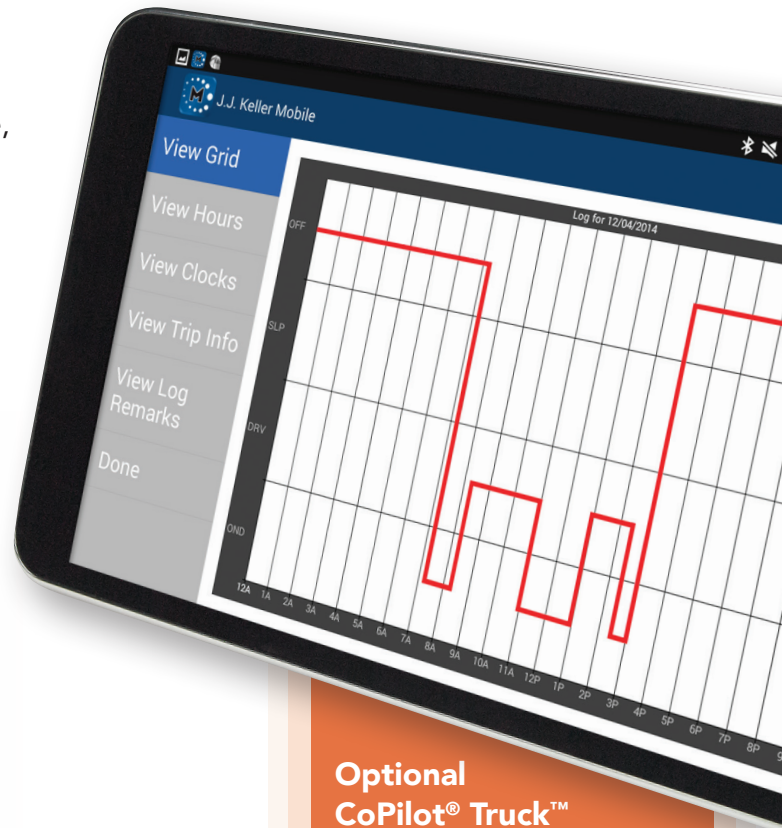 ,
J.J. Keller Mobile
View Grid
View Hours
View Clocks
View Trip Info
View Log
Remarks
Done
Log for 12/04/2014
OFF
SLP
DRV
OND
12A 1A 2A 3A 4A 5A 6A 7A 8A 9A 10A 11A 12P 1P 2P 3P 4P 5P 6P 7P 8P
Optional
CoPilot® Truck™